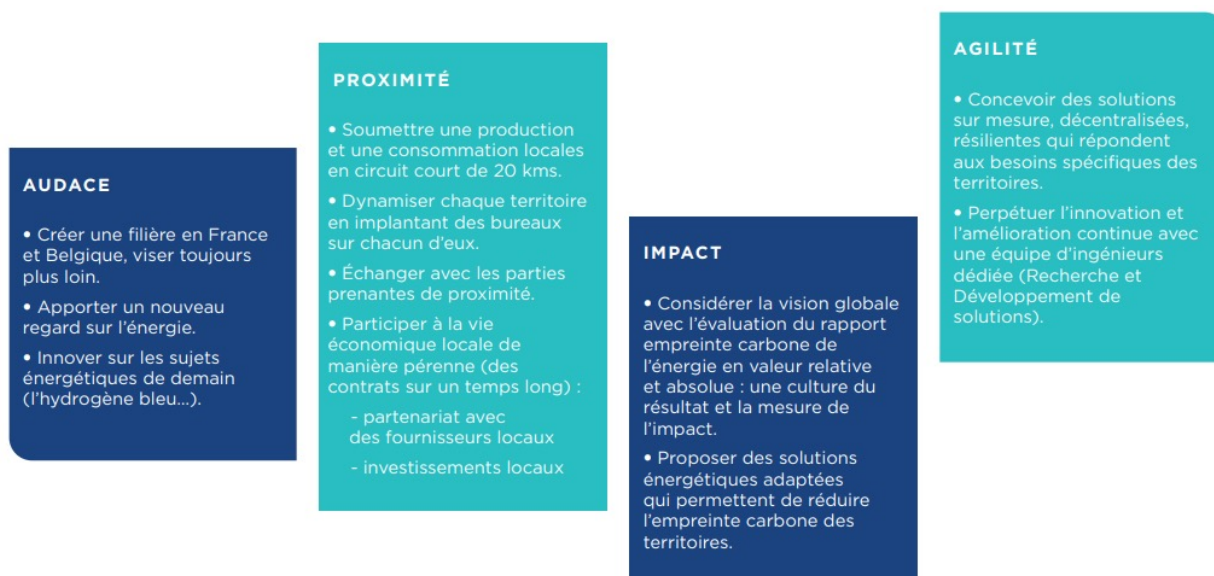 AUDACE
• Créer une filière en France
et Belgique, viser toujours
plus loin.
• Apporter un nouveau
regard sur l’énergie.
• Innover sur les sujets
énergétiques de demain
(l’hydrogène bleu...).
PROXIMITÉ
• Soumettre une production
et une consommation locales
en circuit court de 20 kms.
• Dynamiser chaque territoire
en implantant des bureaux
sur chacun d’eux.
• Échanger avec les parties
prenantes de proximité.
• Participer à la vie
économique locale de
manière pérenne (des
contrats sur un temps long) :
- partenariat avec
des fournisseurs locaux
- investissements locaux
IMPACT
• Considérer la vision globale
avec l’évaluation du rapport
empreinte carbone de
l’énergie en valeur relative
et absolue : une culture du
résultat et la mesure de
l’impact.
• Proposer des solutions
énergétiques adaptées
qui permettent de réduire
l’empreinte carbone des
territoires.
AGILITÉ
• Concevoir des solutions
sur mesure, décentralisées,
résilientes qui répondent
aux besoins spécifiques des
territoires.
• Perpétuer l’innovation et
l’amélioration continue avec
une équipe d’ingénieurs
dédiée (Recherche et
Développement de
solutions).